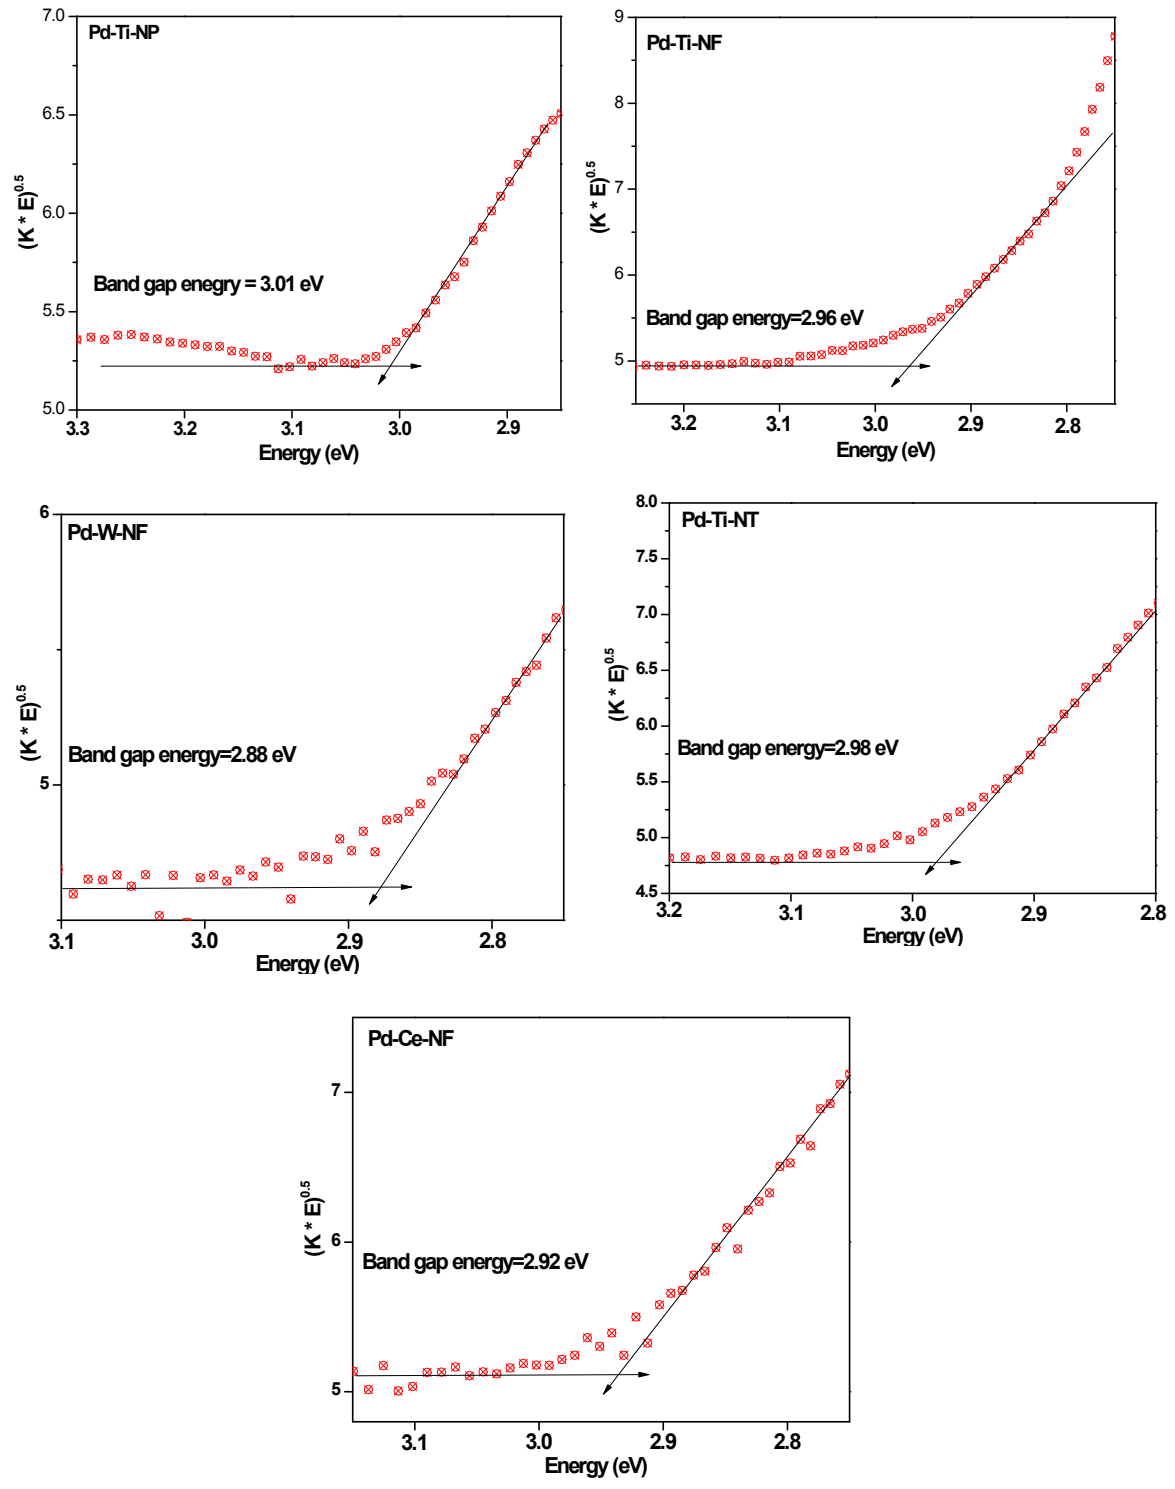 Pd-Ti-NP
7.0
6.5
6.0
5.5
5.0
(K * E)^0.5
Band gap enegry = 3.01 eV
3.3 3.2 3.1 3.0 2.9
Energy (eV)
Pd-Ti-NF
9
8
7
6
5
(K * E)^0.5
Band gap energy=2.96 eV
3.2 3.1 3.0 2.9 2.8
Energy (eV)
Pd-W-NF
6
5
(K * E)^0.5
Band gap energy=2.88 eV
3.1 3.0 2.9 2.8
Energy (eV)
Pd-Ti-NT
8.0
7.5
7.0
6.5
6.0
5.5
5.0
4.5
(K * E)^0.5
Band gap energy=2.98 eV
3.2 3.1 3.0 2.9 2.8
Energy (eV)
Pd-Ce-NF
7
6
5
(K * E)^0.5
Band gap energy=2.92 eV
3.1 3.0 2.9 2.8
Energy (eV)